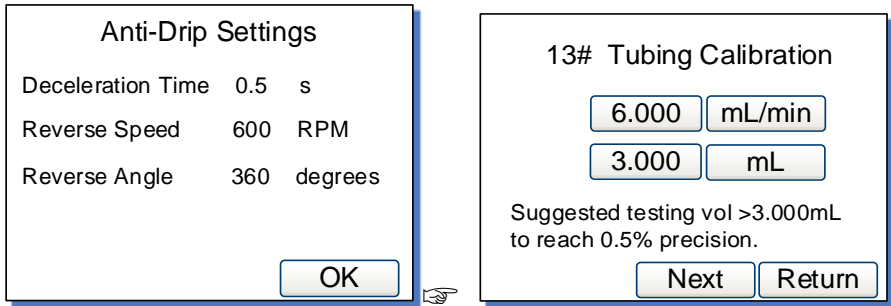 Anti-Drip Settings
Deceleration Time 0.5 s
Reverse Speed 600 RPM
Reverse Angle 360 degrees
OK
13# Tubing Calibration
6.000 mL/min
3.000 mL
Suggested testing vol >3.000mL
to reach 0.5% precision.
Next Return